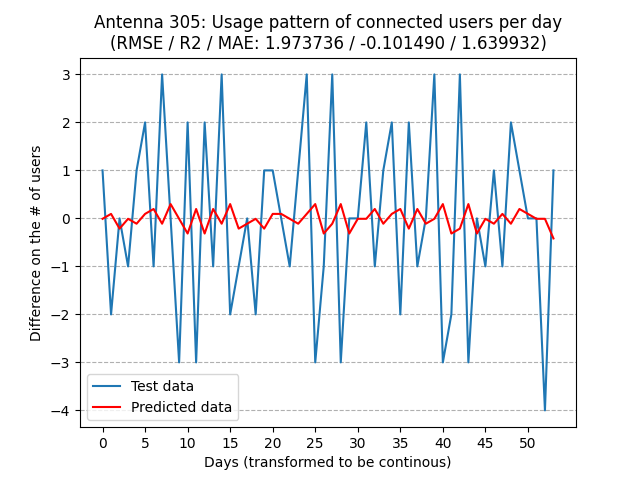 Antenna 305: Usage pattern of connected users per day
(RMSE / R2 / MAE: 1.973736 / -0.101490 / 1.639932)
3
2
1
0
−1
−2
−3
−4
Difference on the # of users
Test data
Predicted data
0 5 10 15 20 25 30 35 40 45 50
Days (transformed to be continous)